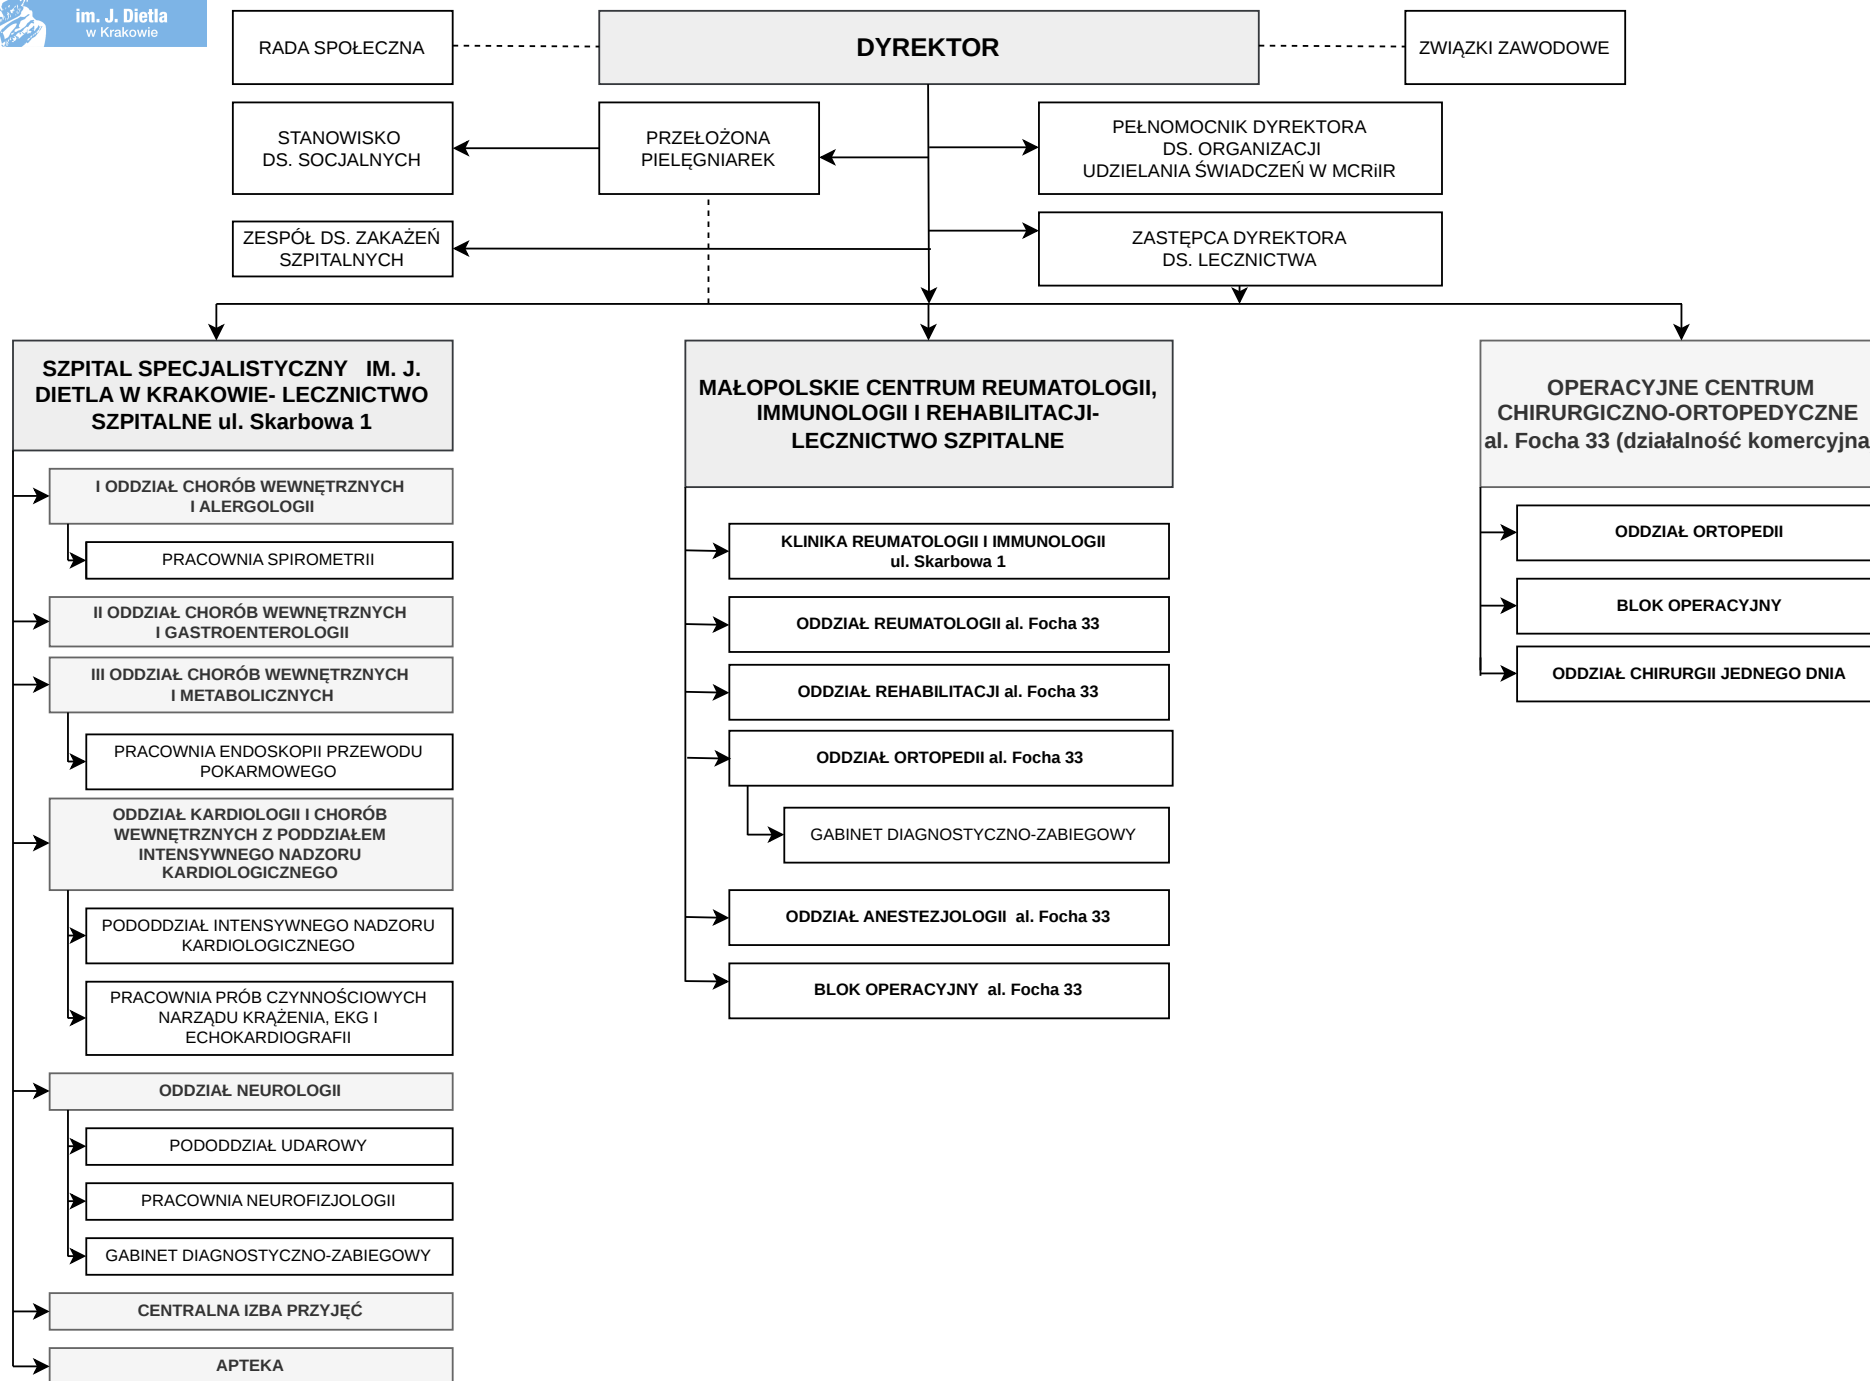 im. J. Dietla
w Krakowie
RADA SPOŁECZNA
DYREKTOR
ZWIĄZKI ZAWODOWE
STANOWISKO
DS. SOCJALNYCH
PRZEŁOŻONA
PIELĘGNIAREK
PEŁNOMOCNIK DYREKTORA
DS. ORGANIZACJI
UDZIELANIA ŚWIADCZEŃ W MCRiIR
ZESPÓŁ DS. ZAKAŻEŃ
SZPITALNYCH
ZASTĘPCA DYREKTORA
DS. LECZNICTWA
SZPITAL SPECJALISTYCZNY IM. J.
DIETLA W KRAKOWIE- LECZNICTWO
SZPITALNE ul. Skarbowa 1
I ODDZIAŁ CHORÓB WEWNĘTRZNYCH
I ALERGOLOGII
PRACOWNIA SPIROMETRII
II ODDZIAŁ CHORÓB WEWNĘTRZNYCH
I GASTROENTEROLOGII
III ODDZIAŁ CHORÓB WEWNĘTRZNYCH
I METABOLICZNYCH
PRACOWNIA ENDOSKOPII PRZEWODU
POKARMOWEGO
ODDZIAŁ KARDIOLOGII I CHORÓB
WEWNĘTRZNYCH Z PODDZIAŁEM
INTENSYWNEGO NADZORU
KARDIOLOGICZNEGO
PODODDZIAŁ INTENSYWNEGO NADZORU
KARDIOLOGICZNEGO
PRACOWNIA PRÓB CZYNNOŚCIOWYCH
NARZĄDU KRĄŻENIA, EKG I
ECHOKARDIOGRAFII
ODDZIAŁ NEUROLOGII
PODODDZIAŁ UDAROWY
PRACOWNIA NEUROFIZJOLOGII
GABINET DIAGNOSTYCZNO-ZABIEGOWY
CENTRALNA IZBA PRZYJĘĆ
APTEKA
MAŁOPOLSKIE CENTRUM REUMATOLOGII,
IMMUNOLOGII I REHABILITACJI-
LECZNICTWO SZPITALNE
KLINIKA REUMATOLOGII I IMMUNOLOGII
ul. Skarbowa 1
ODDZIAŁ REUMATOLOGII al. Focha 33
ODDZIAŁ REHABILITACJI al. Focha 33
ODDZIAŁ ORTOPEDII al. Focha 33
GABINET DIAGNOSTYCZNO-ZABIEGOWY
ODDZIAŁ ANESTEZJOLOGII al. Focha 33
BLOK OPERACYJNY al. Focha 33
OPERACYJNE CENTRUM
CHIRURGICZNO-ORTOPEDYCZNE
al. Focha 33 (działalność komercyjna
ODDZIAŁ ORTOPEDII
BLOK OPERACYJNY
ODDZIAŁ CHIRURGII JEDNEGO DNIA